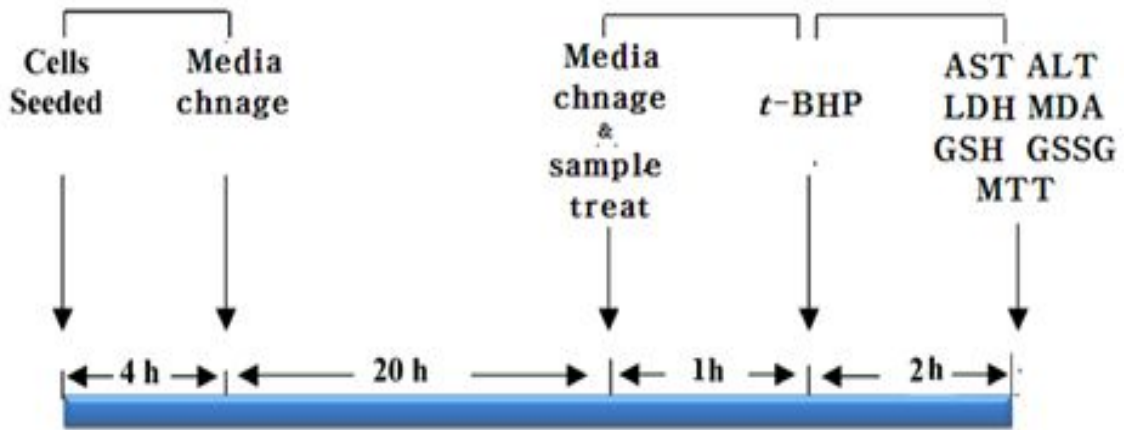 Cells
Seeded
Media
chnage
Media
chnage
&
sample
treat
t-BHP
AST ALT
LDH MDA
GSH GSSG
MTT
4 h
20 h
1h
2h